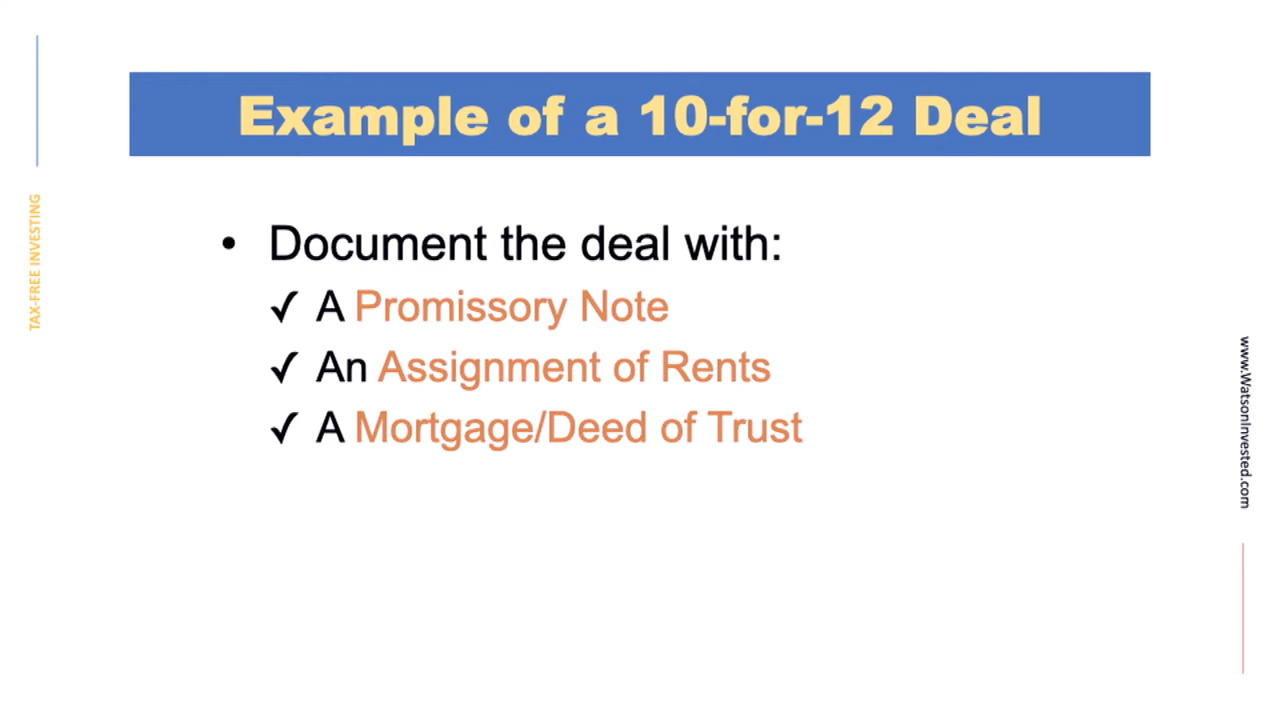 Example of a 10-for-12 Deal
TAX-FREE INVESTING
• Document the deal with:
✓ A Promissory Note
✓ An Assignment of Rents
✓ A Mortgage/Deed of Trust
www.WatsonInvested.com